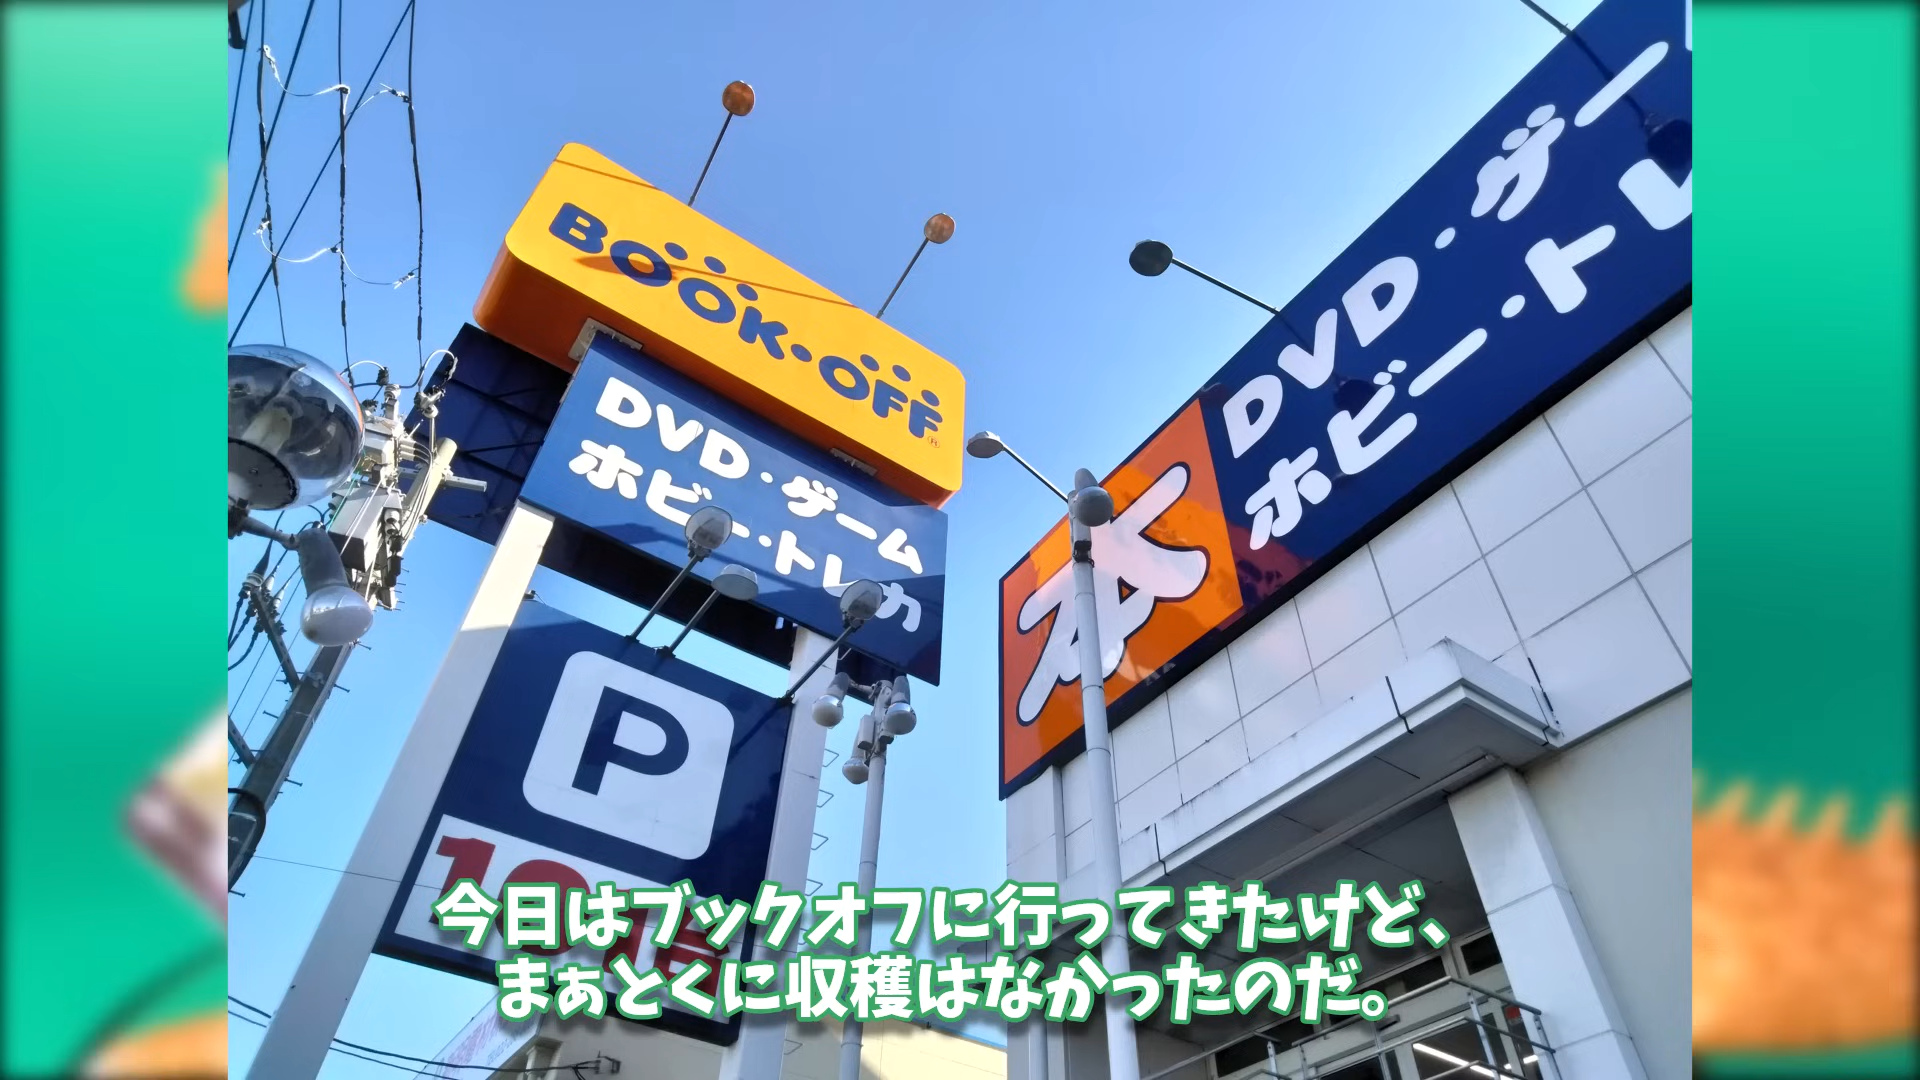 BOOK・OFF
DVD・ゲーム
ホビー・トレカ
P
本
DVD・ゲー
ホビー・トレ
今日はブックオフに行ってきたけど、
まぁとくに収穫はなかったのだ。